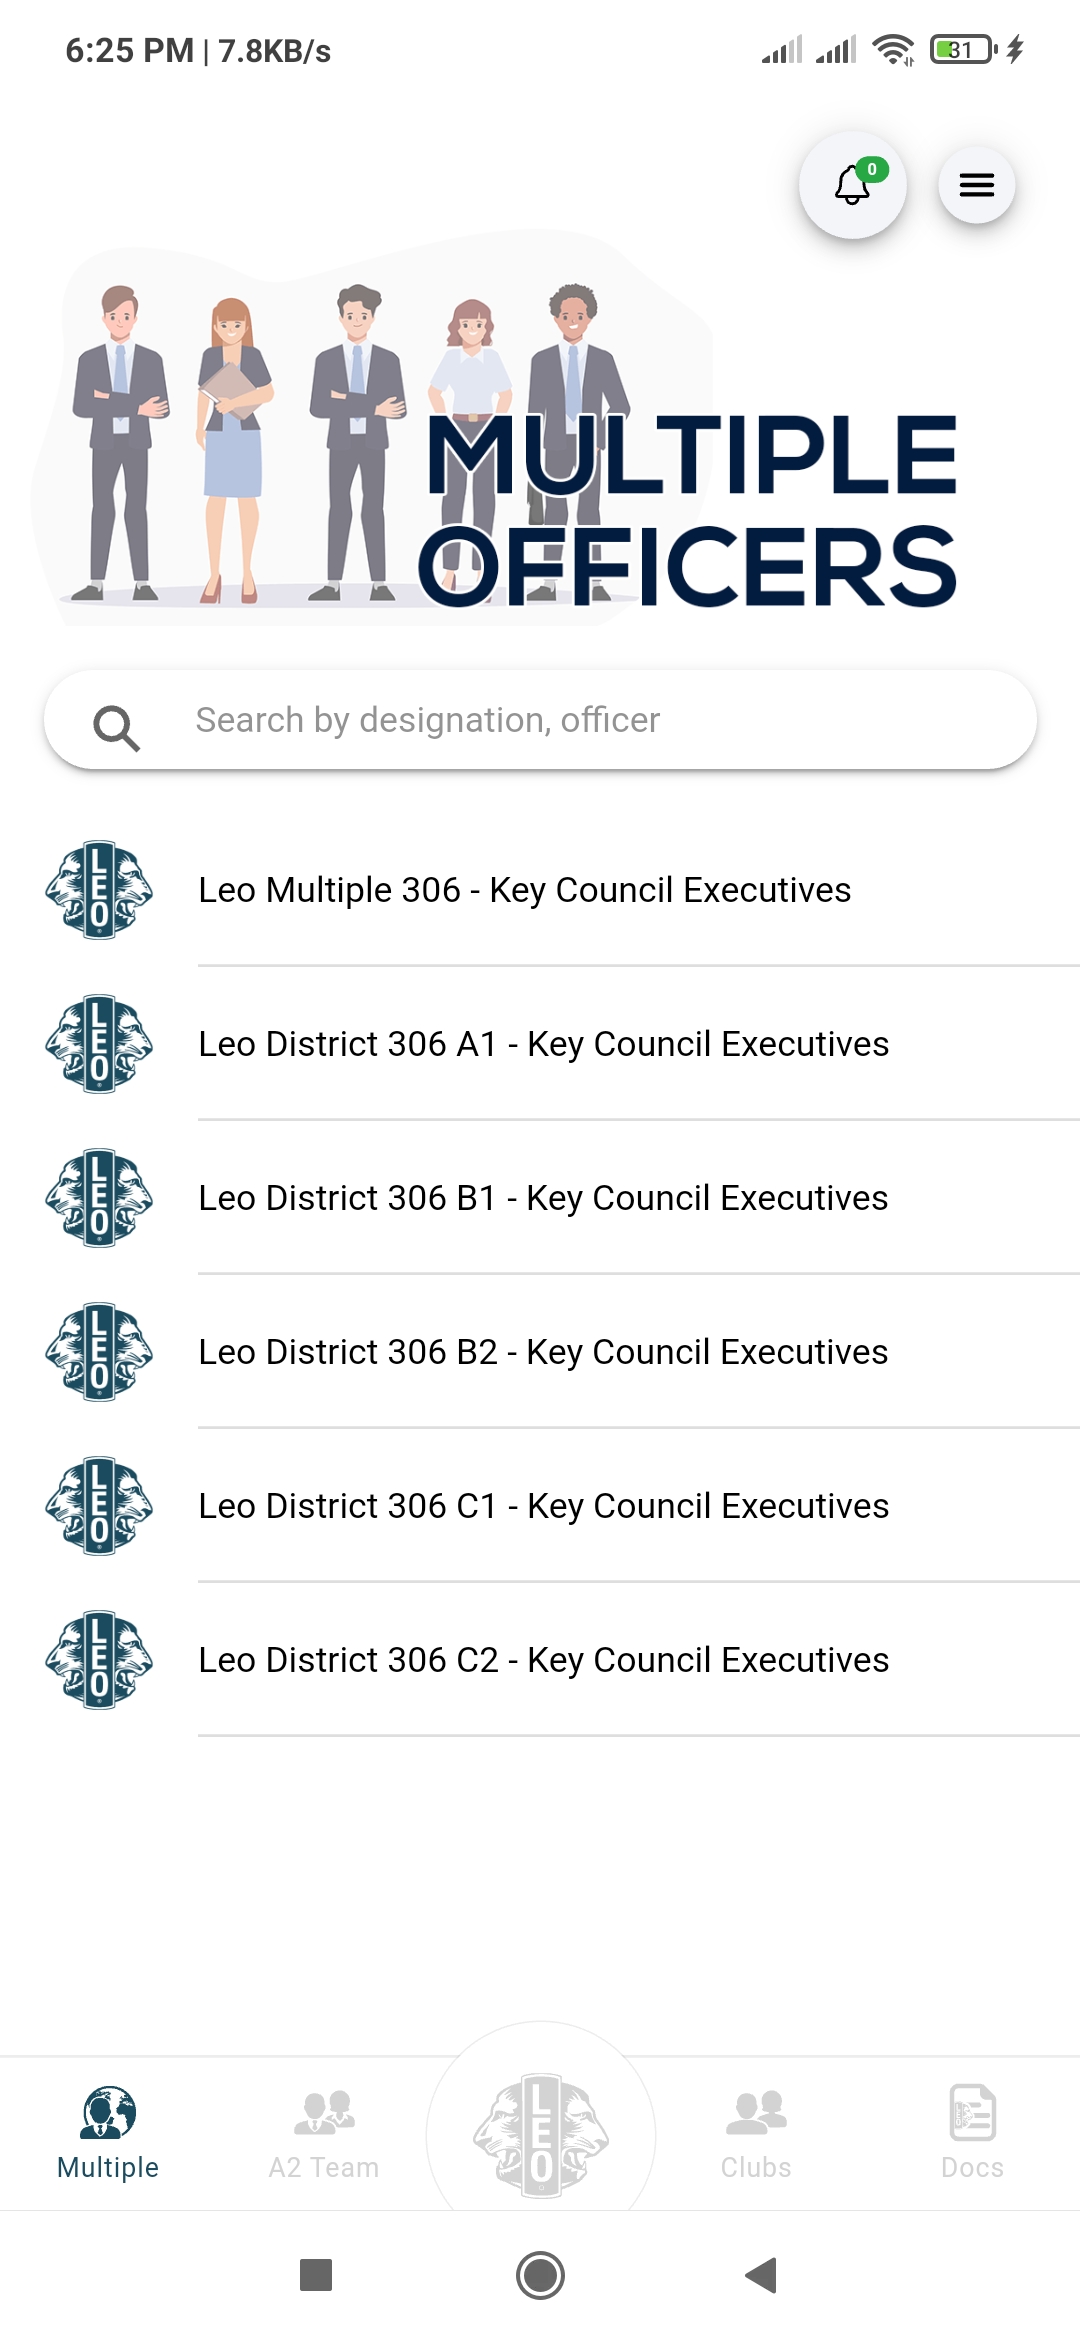 6:25 PM | 7.8KB/s
31
0
MULTIPLE
OFFICERS
Search by designation, officer
LEO
Leo Multiple 306 - Key Council Executives
LEO
Leo District 306 A1 - Key Council Executives
LEO
Leo District 306 B1 - Key Council Executives
LEO
Leo District 306 B2 - Key Council Executives
LEO
Leo District 306 C1 - Key Council Executives
LEO
Leo District 306 C2 - Key Council Executives
LEO
Multiple
A2 Team
Clubs
Docs